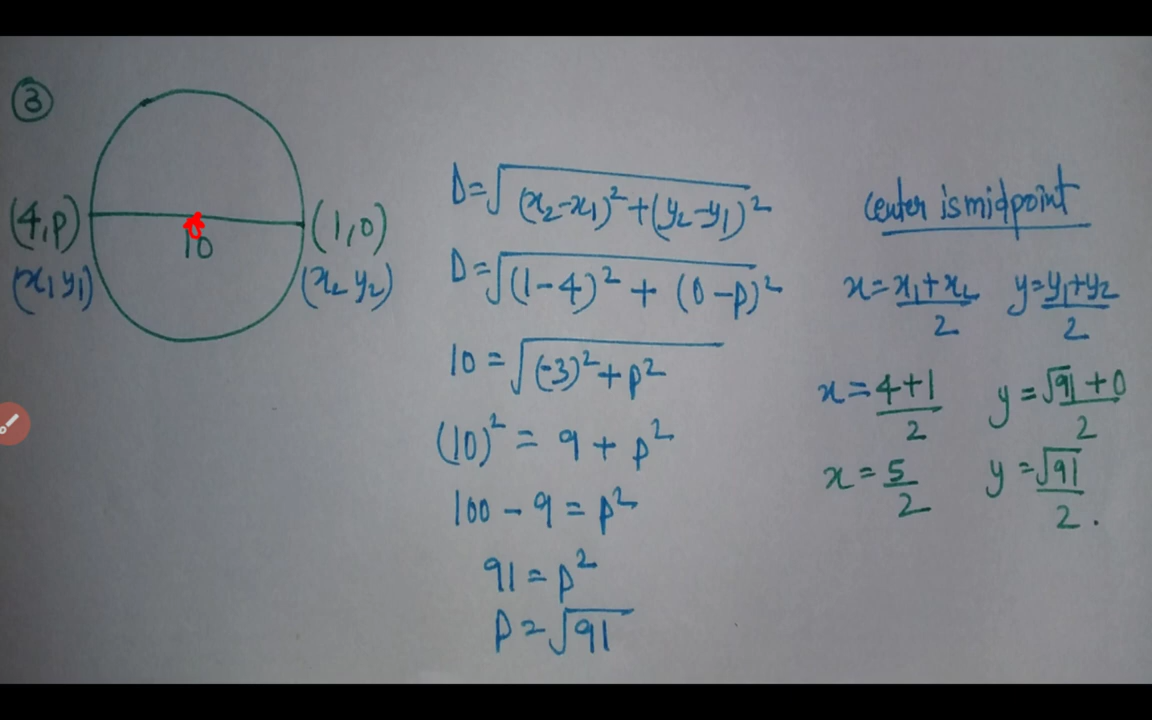 ③
(4,p)
(x₁ y₁)
10
(1,0)
(x₂ y₂)
D=√(x₂-x₁)²+(y₂-y₁)²
D=√(1-4)² + (0-p)²
10 = √(-3)²+p²
(10)² = 9 + p²
100 - 9 = p²
91 = p²
p = √91
center is midpoint
x = x₁+x₂/2 y = y₁+y₂/2
x = 4+1/2 y = √91+0/2
x = 5/2 y = √91/2.